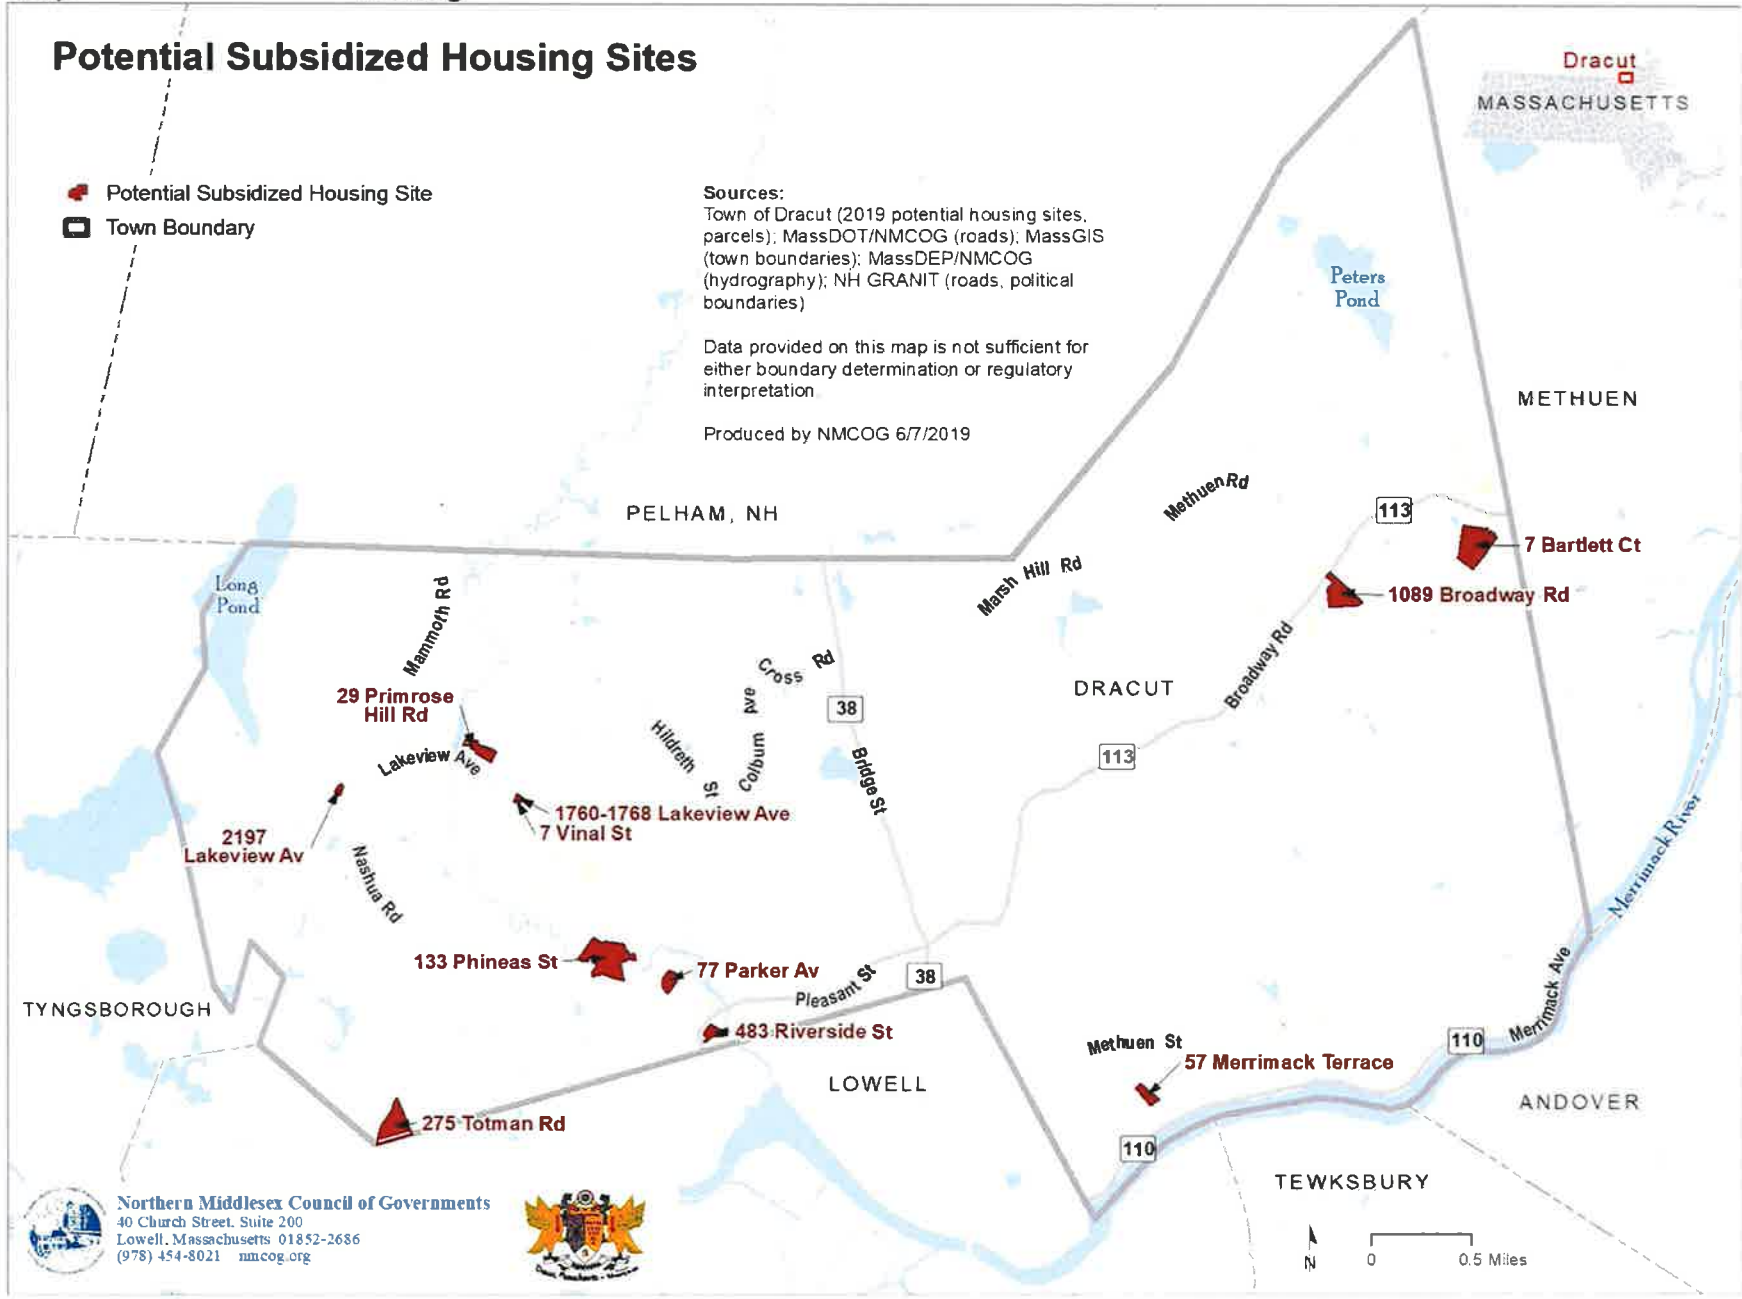 Potential Subsidized Housing Sites
Potential Subsidized Housing Site
Town Boundary
Sources:
Town of Dracut (2019 potential housing sites,
parcels); MassDOT/NMCOG (roads); MassGIS
(town boundaries); MassDEP/NMCOG
(hydrography); NH GRANIT (roads, political
boundaries)
Data provided on this map is not sufficient for
either boundary determination or regulatory
interpretation
Produced by NMCOG 6/7/2019
Dracut
MASSACHUSETTS
Peters
Pond
METHUEN
PELHAM, NH
Methuen Rd
113
7 Bartlett Ct
Marsh Hill Rd
1089 Broadway Rd
Long
Pond
Mammoth Rd
Broadway Rd
Cross Rd
DRACUT
29 Primrose
Hill Rd
38
Colburn Ave
Hildreth St
Lakeview Ave
Bridge St
113
1760-1768 Lakeview Ave
7 Vinal St
2197
Lakeview Av
Nashua Rd
Merrimack River
133 Phineas St
77 Parker Av
Pleasant St
38
TYNGSBOROUGH
483 Riverside St
Methuen St
110
Merrimack Ave
57 Merrimack Terrace
LOWELL
ANDOVER
275 Totman Rd
110
TEWKSBURY
Northern Middlesex Council of Governments
40 Church Street, Suite 200
Lowell, Massachusetts 01852-2686
(978) 454-8021 nmcog.org
N
0 0.5 Miles